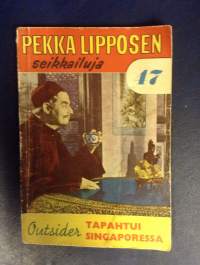 PEKKA LIPPOSEN
seikkailuja
17
Outsider
TAPAHTUI
SINGAPORESSA